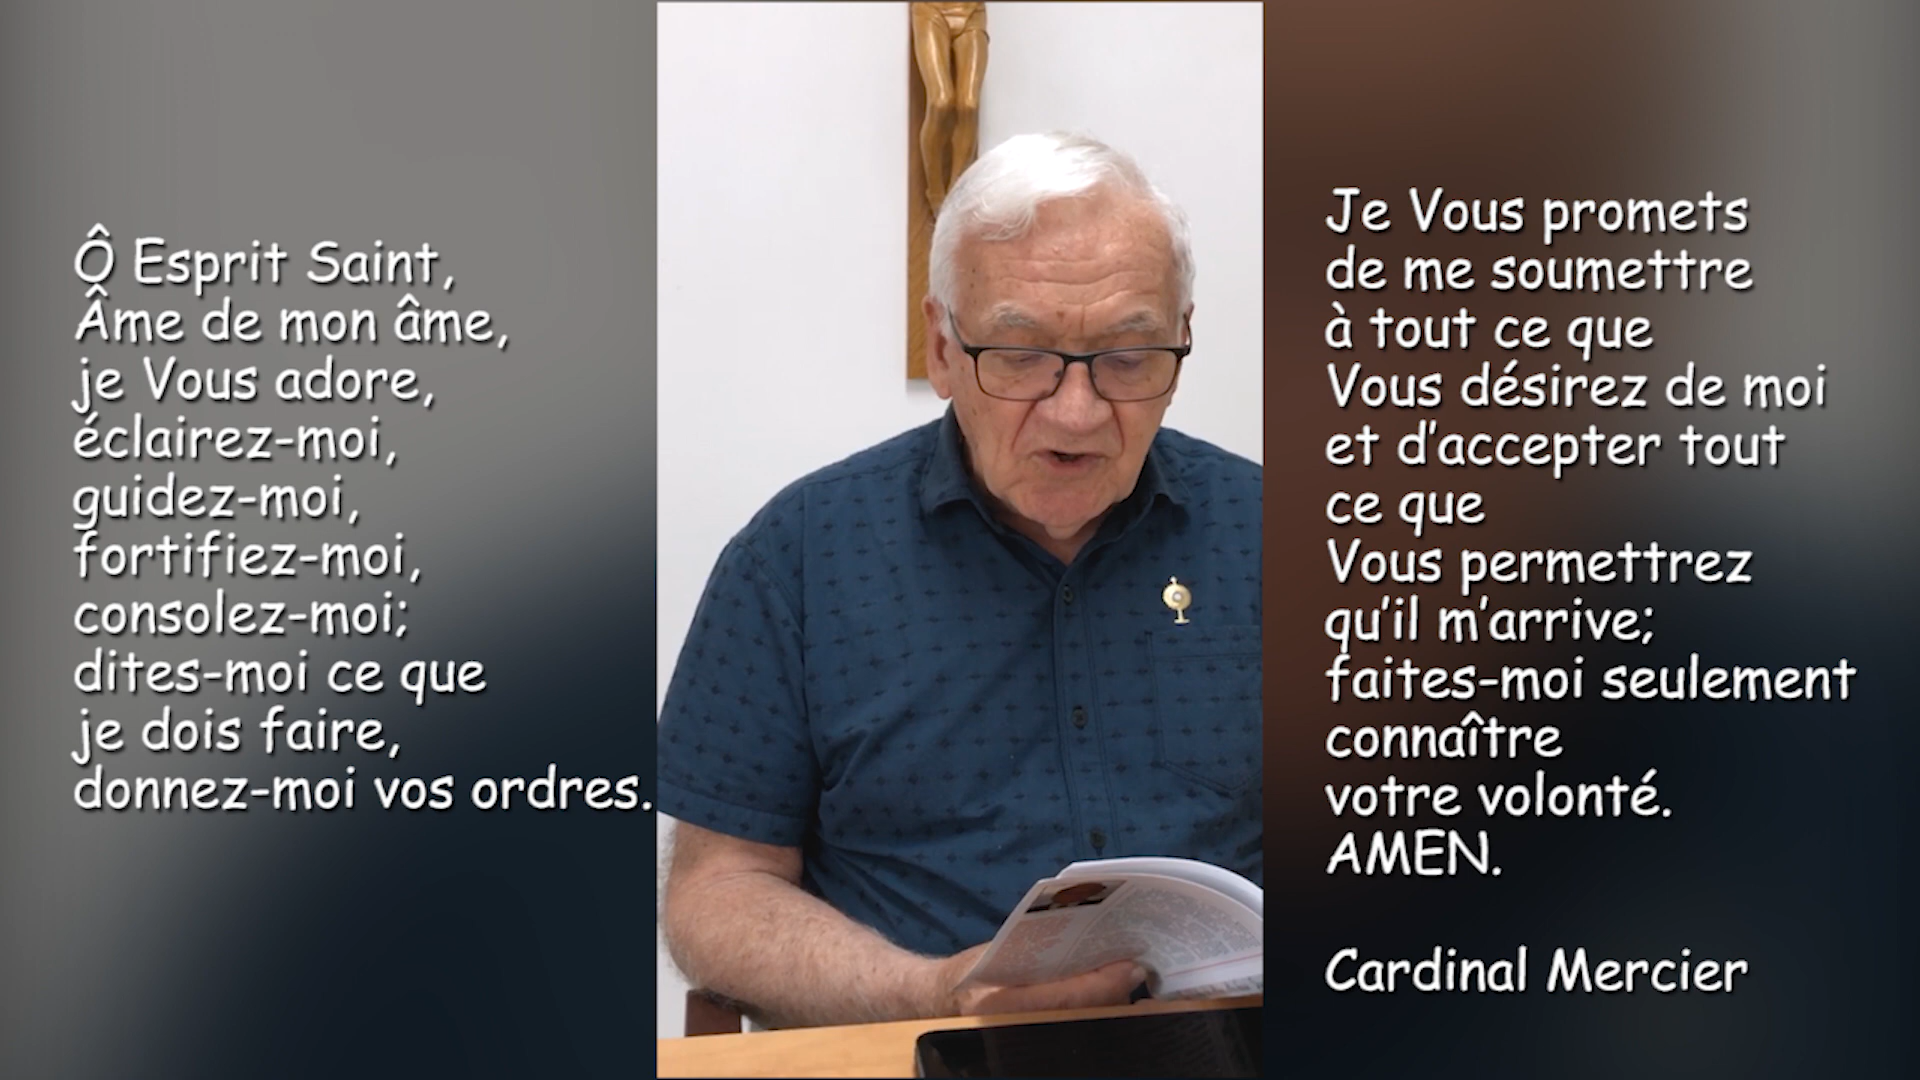 Ô Esprit Saint,
Âme de mon âme,
je Vous adore,
éclairez-moi,
guidez-moi,
fortifiez-moi,
consolez-moi;
dites-moi ce que
je dois faire,
donnez-moi vos ordres.
Je Vous promets
de me soumettre
à tout ce que
Vous désirez de moi
et d'accepter tout
ce que
Vous permettrez
qu'il m'arrive;
faites-moi seulement
connaître
votre volonté.
AMEN.
Cardinal Mercier